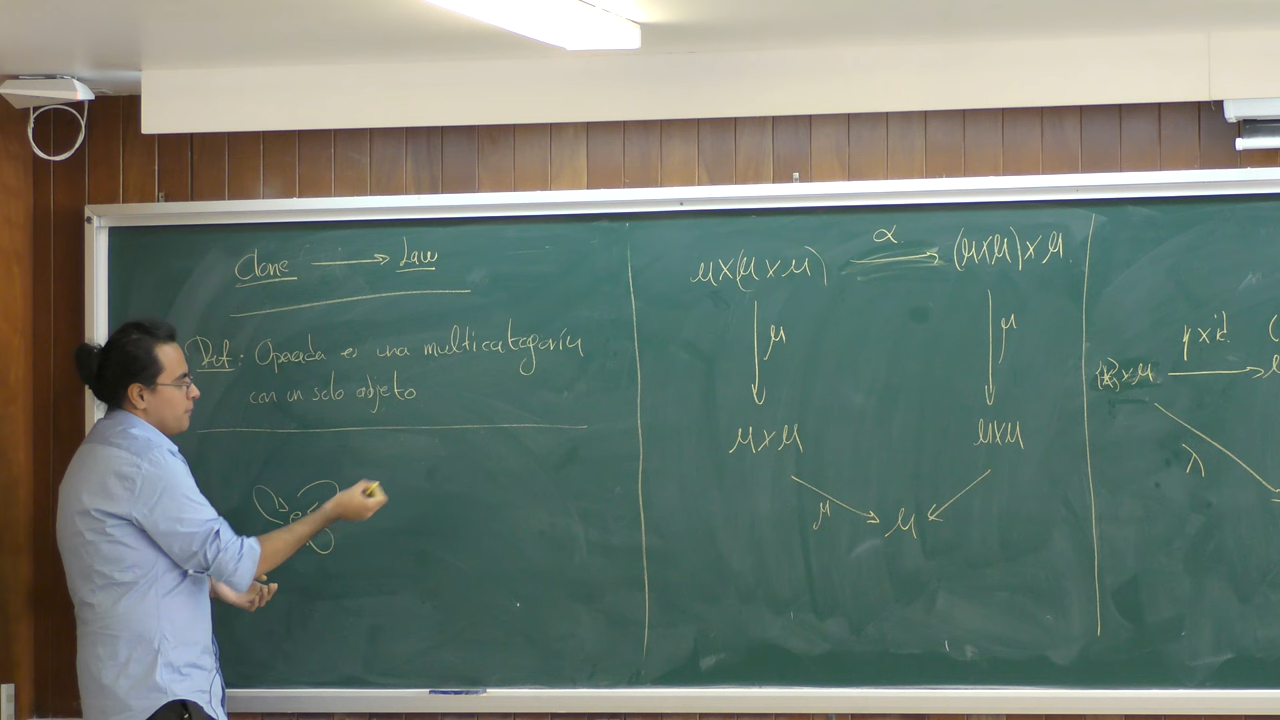 Clone → Law
Def: Operada es una multicategoría
con un solo objeto
α
M×(M×M) → (M×M)×M
μ μ
M×M M×M
μ
M
η×id
×M →
λ